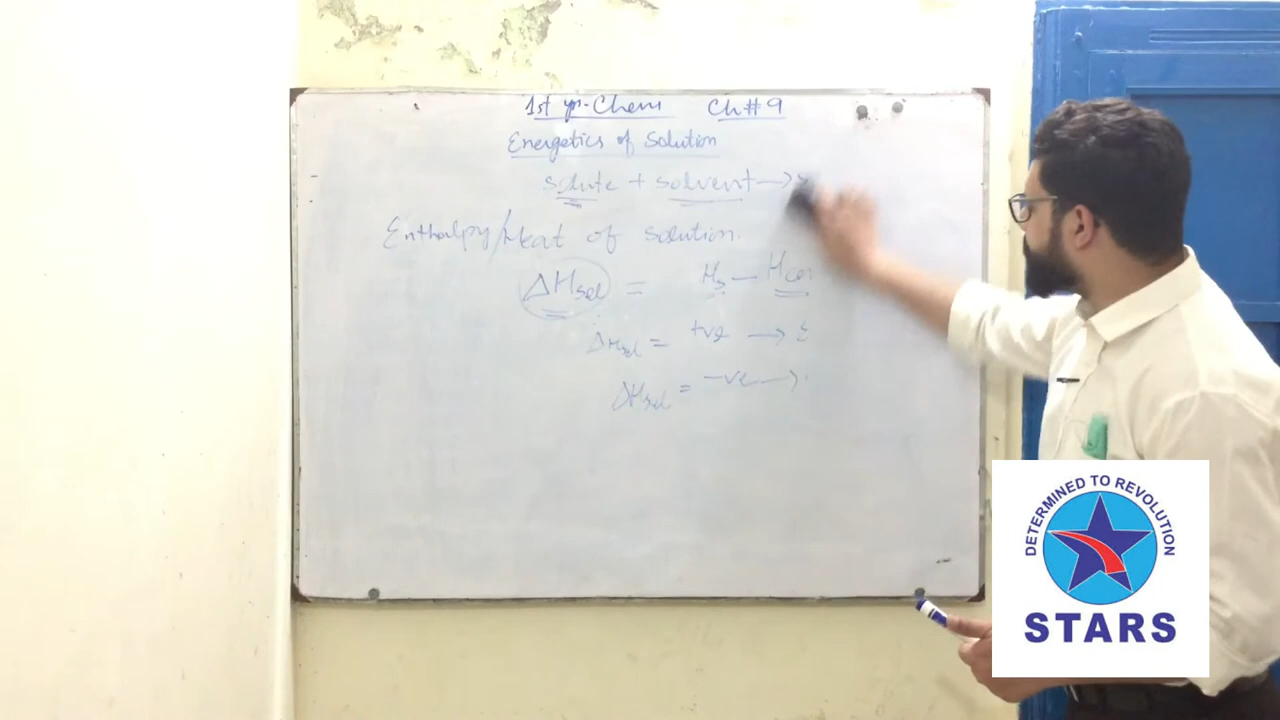 1st yr. Chem Ch#9
Energetics of Solution
solute + solvent →
Enthalpy/Heat of solution.
ΔHsol = Hs — Hcom
ΔHsol = +ve → E
ΔHsol = -ve →
DETERMINED TO REVOLUTION
STARS